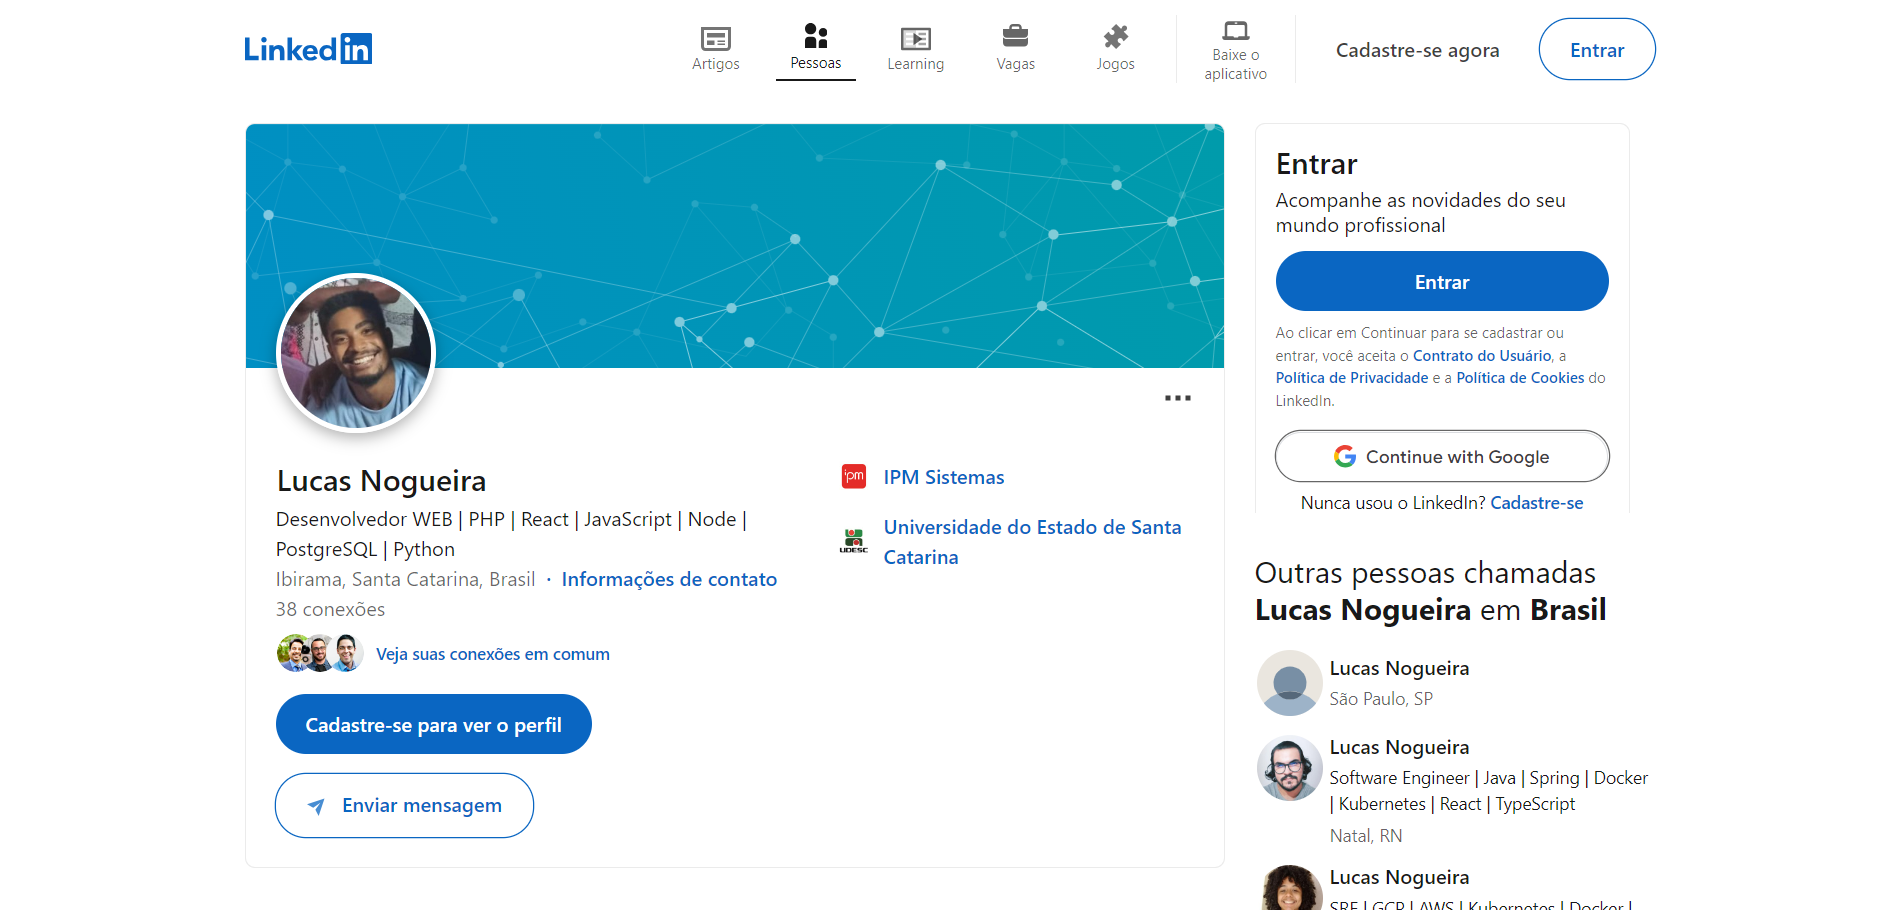 LinkedIn
Artigos
Pessoas
Learning
Vagas
Jogos
Baixe o
aplicativo
Cadastre-se agora
Entrar
Lucas Nogueira
Desenvolvedor WEB | PHP | React | JavaScript | Node |
PostgreSQL | Python
Ibirama, Santa Catarina, Brasil · Informações de contato
38 conexões
Veja suas conexões em comum
Cadastre-se para ver o perfil
Enviar mensagem
ipm
IPM Sistemas
UDESC
Universidade do Estado de Santa
Catarina
Entrar
Acompanhe as novidades do seu
mundo profissional
Entrar
Ao clicar em Continuar para se cadastrar ou
entrar, você aceita o Contrato do Usuário, a
Política de Privacidade e a Política de Cookies do
LinkedIn.
Continue with Google
Nunca usou o LinkedIn? Cadastre-se
Outras pessoas chamadas
Lucas Nogueira em Brasil
Lucas Nogueira
São Paulo, SP
Lucas Nogueira
Software Engineer | Java | Spring | Docker
| Kubernetes | React | TypeScript
Natal, RN
Lucas Nogueira
SRE | GCP | AWS | Kubernetes | Docker |